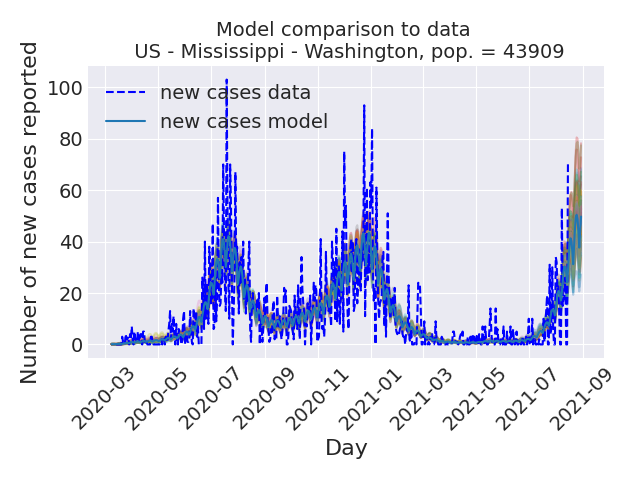 Model comparison to data
US - Mississippi - Washington, pop. = 43909
Number of new cases reported
100
80
60
40
20
0
new cases data
new cases model
2020-03
2020-05
2020-07
2020-09
2020-11
2021-01
2021-03
2021-05
2021-07
2021-09
Day